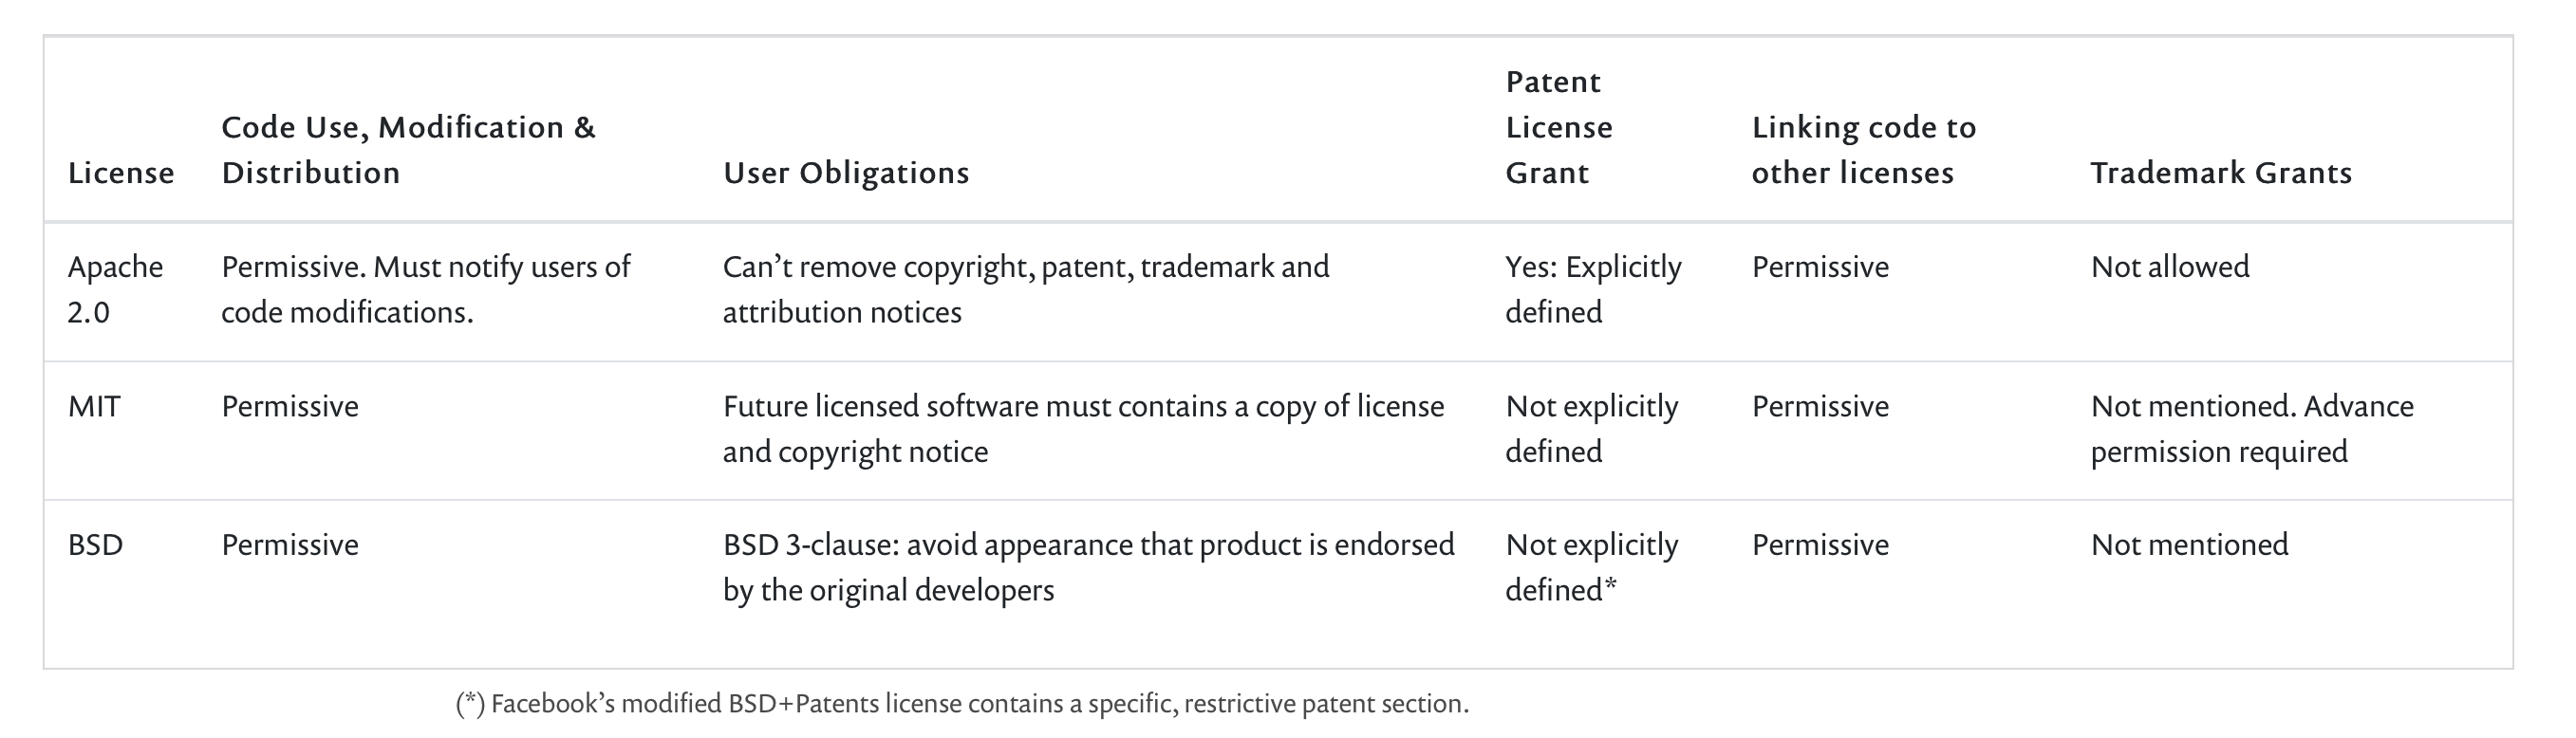 License
Code Use, Modification &
Distribution
User Obligations
Patent
License
Grant
Linking code to
other licenses
Trademark Grants
Apache
2.0
Permissive. Must notify users of
code modifications.
Can’t remove copyright, patent, trademark and
attribution notices
Yes: Explicitly
defined
Permissive
Not allowed
MIT
Permissive
Future licensed software must contains a copy of license
and copyright notice
Not explicitly
defined
Permissive
Not mentioned. Advance
permission required
BSD
Permissive
BSD 3-clause: avoid appearance that product is endorsed
by the original developers
Not explicitly
defined*
Permissive
Not mentioned
(*) Facebook’s modified BSD+Patents license contains a specific, restrictive patent section.